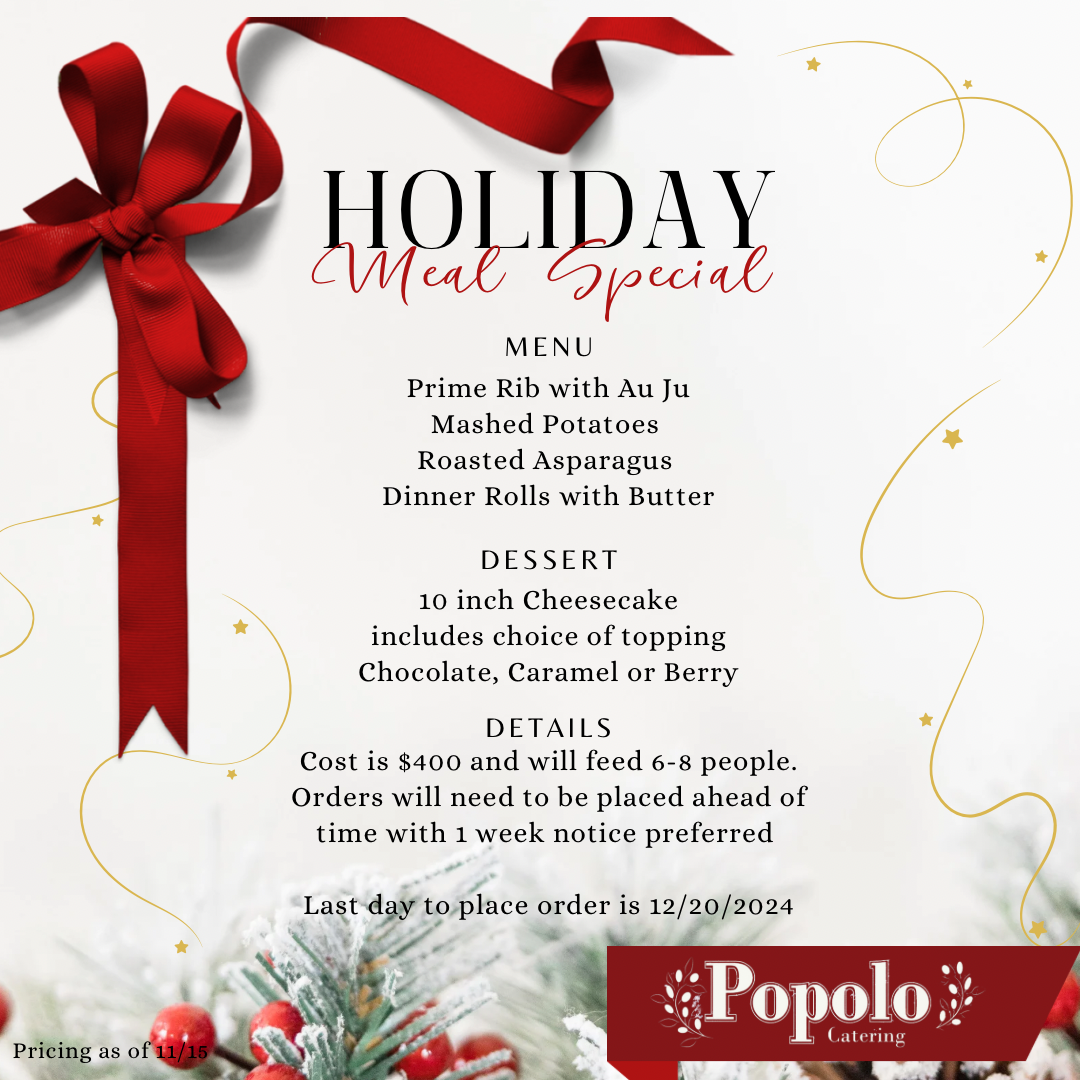 HOLIDAY
Meal Special
MENU
Prime Rib with Au Ju
Mashed Potatoes
Roasted Asparagus
Dinner Rolls with Butter
DESSERT
10 inch Cheesecake
includes choice of topping
Chocolate, Caramel or Berry
DETAILS
Cost is $400 and will feed 6-8 people.
Orders will need to be placed ahead of
time with 1 week notice preferred
Last day to place order is 12/20/2024
Popolo
Catering
Pricing as of 11/15